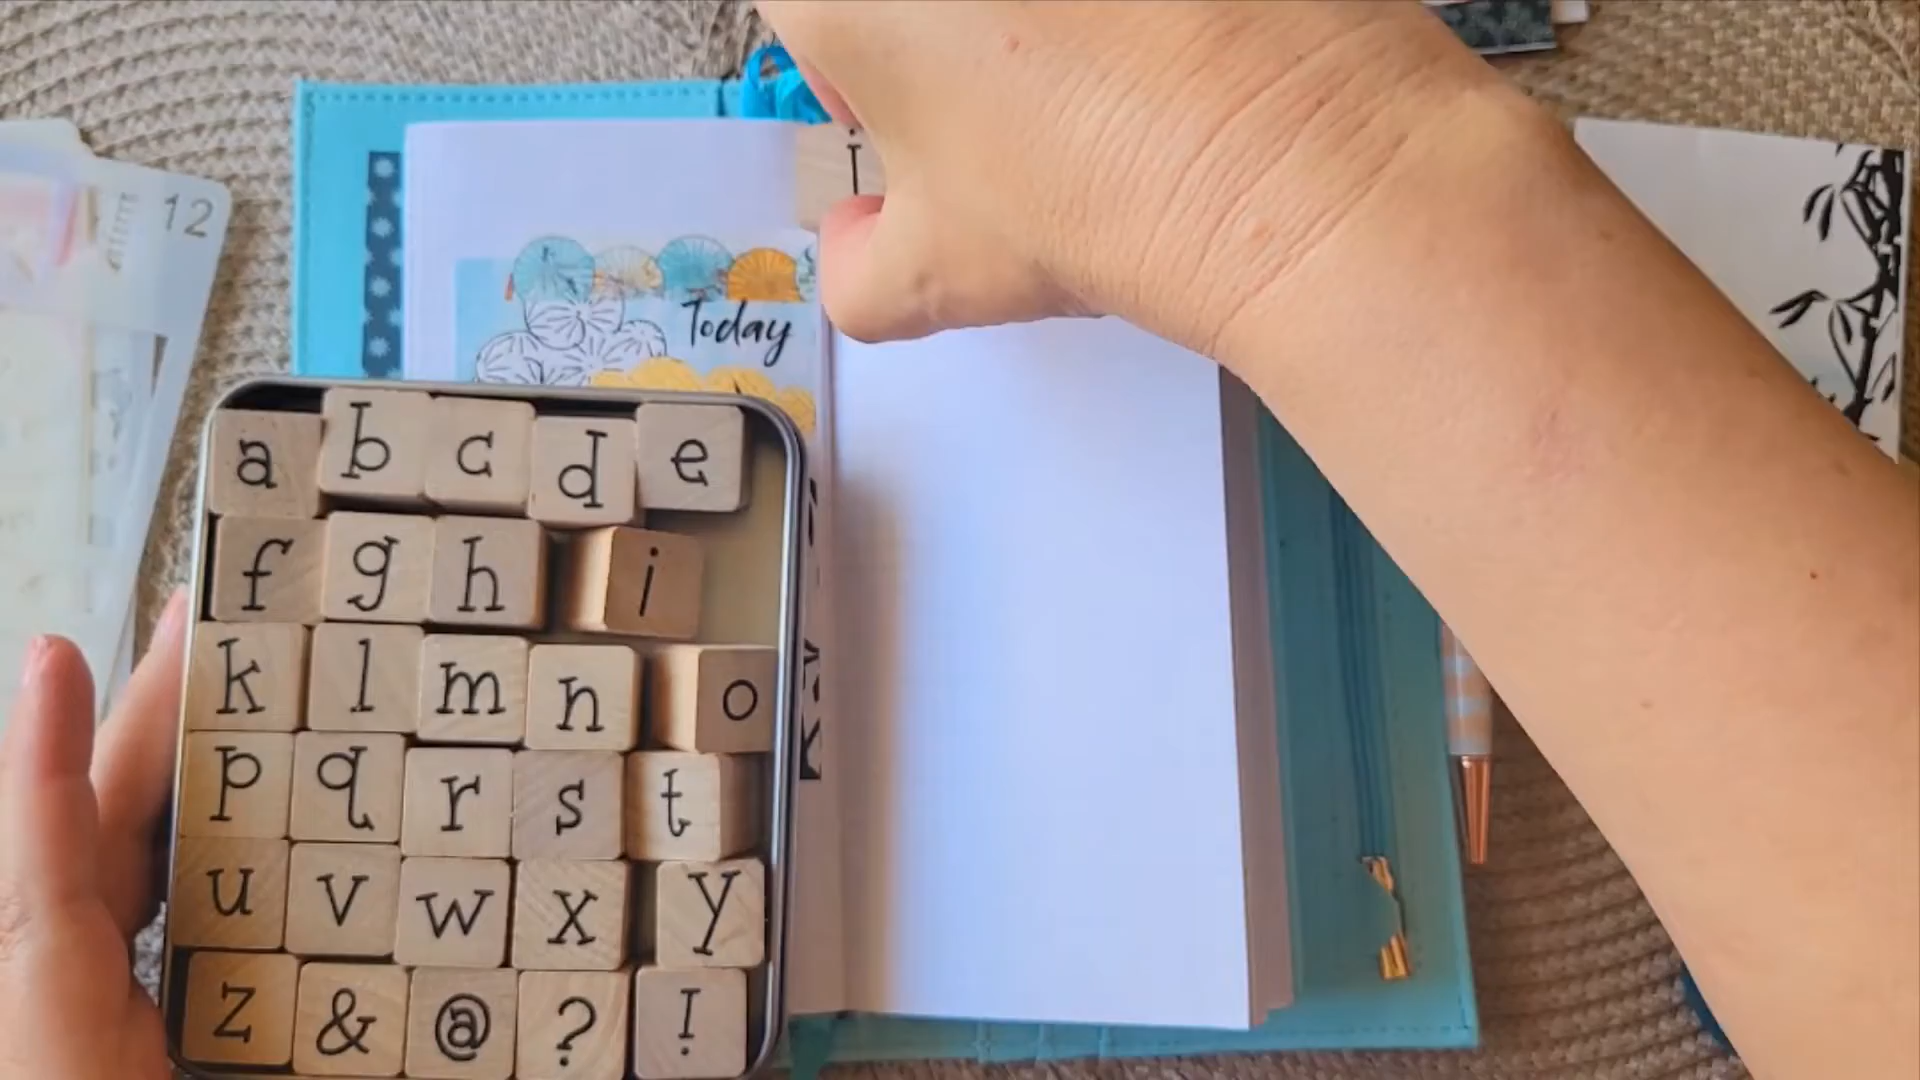 12
Today
a b c d e
f g h i
k l m n o
p q r s t
u v w x y
z & @ ? !